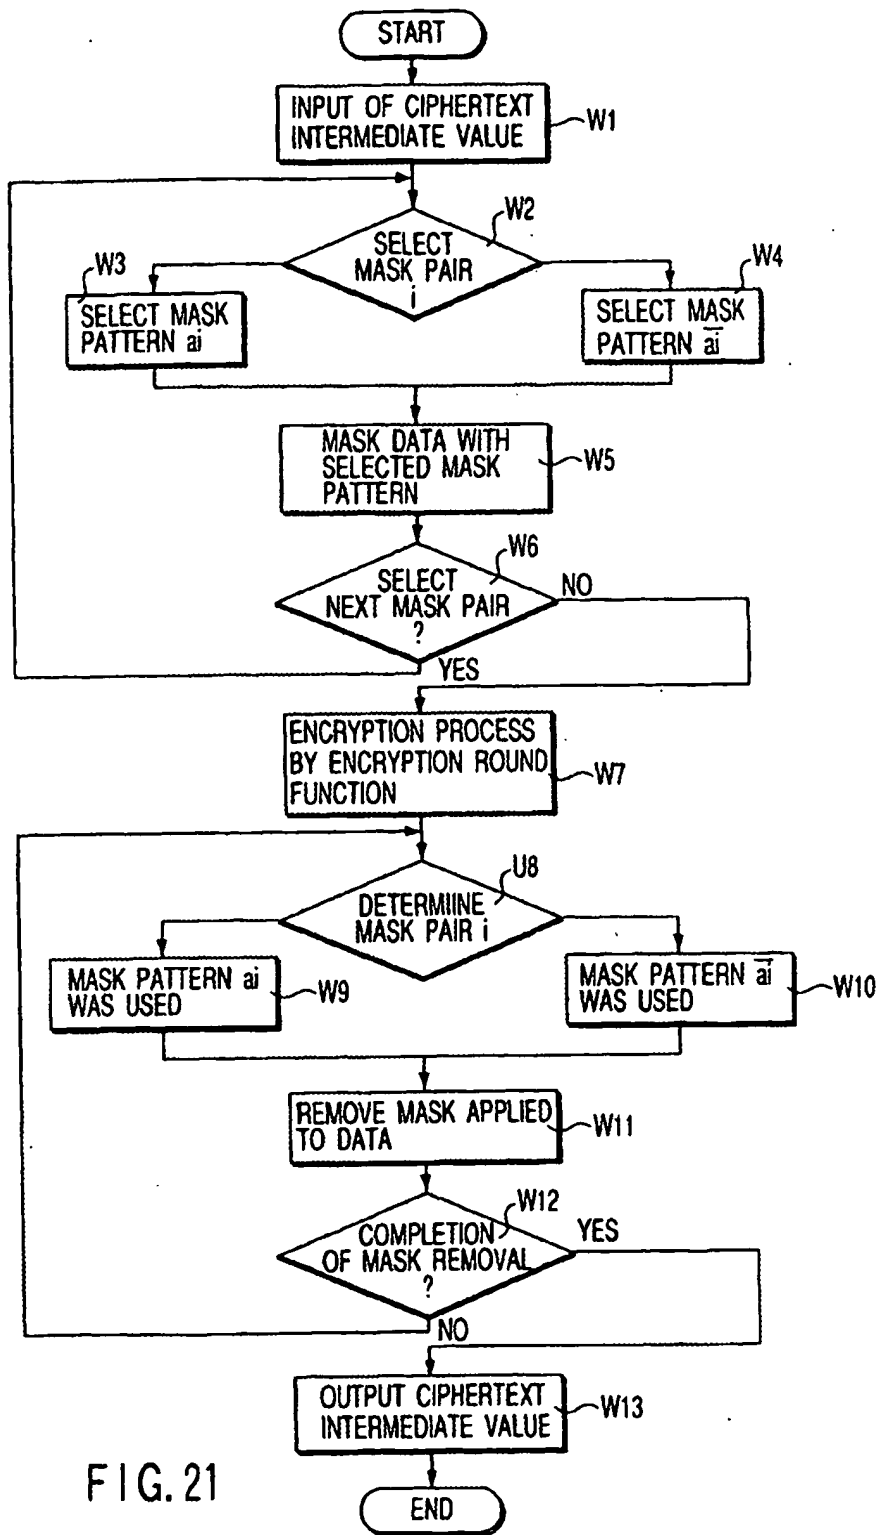 START
INPUT OF CIPHERTEXT
INTERMEDIATE VALUE
W1
W2
SELECT
MASK PAIR
i
W3
SELECT MASK
PATTERN ai
W4
SELECT MASK
PATTERN a̅i̅
MASK DATA WITH
SELECTED MASK
PATTERN
W5
W6
SELECT
NEXT MASK PAIR
?
NO
YES
ENCRYPTION PROCESS
BY ENCRYPTION ROUND
FUNCTION
W7
U8
DETERMIINE
MASK PAIR i
MASK PATTERN ai
WAS USED
W9
MASK PATTERN a̅i̅
WAS USED
W10
REMOVE MASK APPLIED
TO DATA
W11
W12
COMPLETION
OF MASK REMOVAL
?
YES
NO
OUTPUT CIPHERTEXT
INTERMEDIATE VALUE
W13
END
FIG. 21